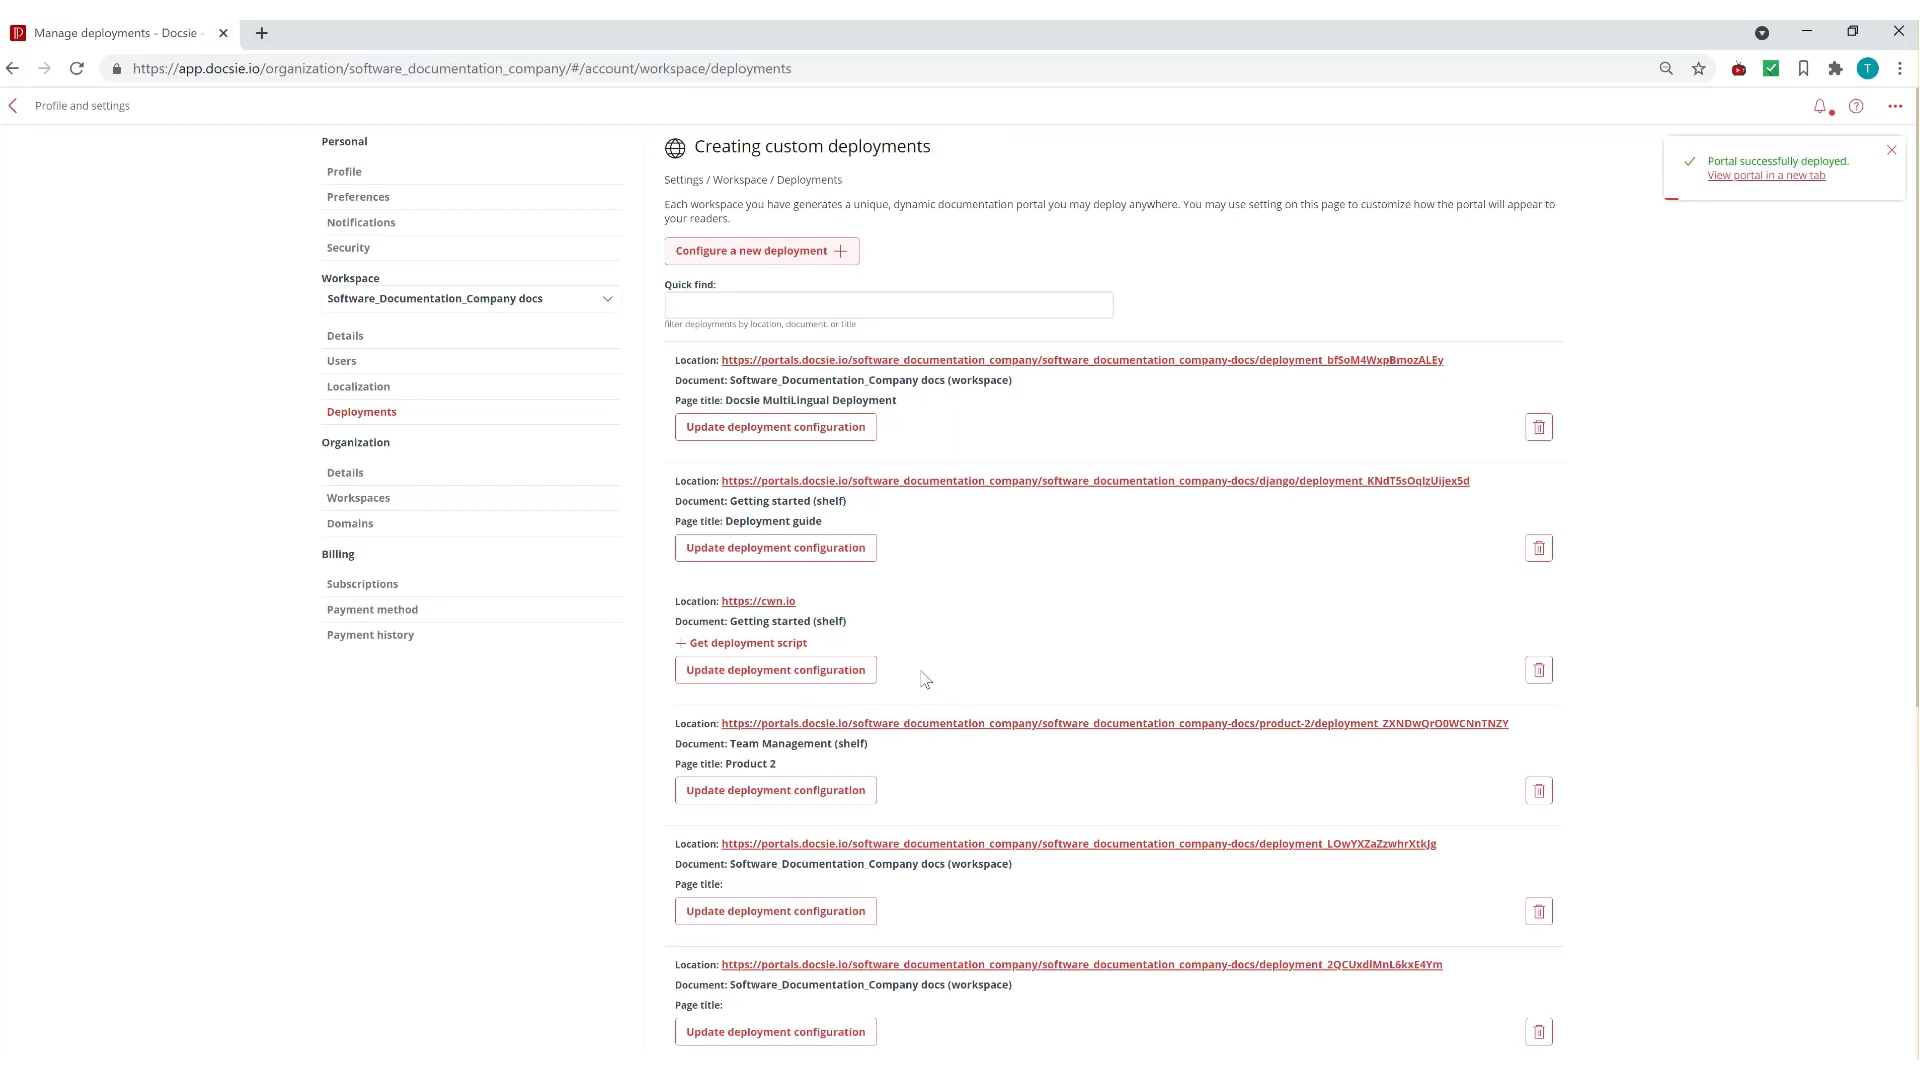 Manage deployments - Docsie -
https://app.docsie.io/organization/software_documentation_company/#/account/workspace/deployments
T
Profile and settings
Personal
Profile
Preferences
Notifications
Security
Workspace
Software_Documentation_Company docs
Details
Users
Localization
Deployments
Organization
Details
Workspaces
Domains
Billing
Subscriptions
Payment method
Payment history
Creating custom deployments
Settings / Workspace / Deployments
Each workspace you have generates a unique, dynamic documentation portal you may deploy anywhere. You may use setting on this page to customize how the portal will appear to
your readers.
Configure a new deployment
Quick find:
filter deployments by location, document, or title
Location: https://portals.docsie.io/software_documentation_company/software_documentation_company-docs/deployment_bfSoM4WxpBmozALEy
Document: Software_Documentation_Company docs (workspace)
Page title: Docsie MultiLingual Deployment
Update deployment configuration
Location: https://portals.docsie.io/software_documentation_company/software_documentation_company-docs/django/deployment_KNdT5sOqlzUijex5d
Document: Getting started (shelf)
Page title: Deployment guide
Update deployment configuration
Location: https://cwn.io
Document: Getting started (shelf)
+ Get deployment script
Update deployment configuration
Location: https://portals.docsie.io/software_documentation_company/software_documentation_company-docs/product-2/deployment_ZXNDwQrO0WCNnTNZY
Document: Team Management (shelf)
Page title: Product 2
Update deployment configuration
Location: https://portals.docsie.io/software_documentation_company/software_documentation_company-docs/deployment_LOwYXZaZzwhrXtkJg
Document: Software_Documentation_Company docs (workspace)
Page title:
Update deployment configuration
Location: https://portals.docsie.io/software_documentation_company/software_documentation_company-docs/deployment_2QCUxdlMnL6kxE4Ym
Document: Software_Documentation_Company docs (workspace)
Page title:
Update deployment configuration
Portal successfully deployed.
View portal in a new tab